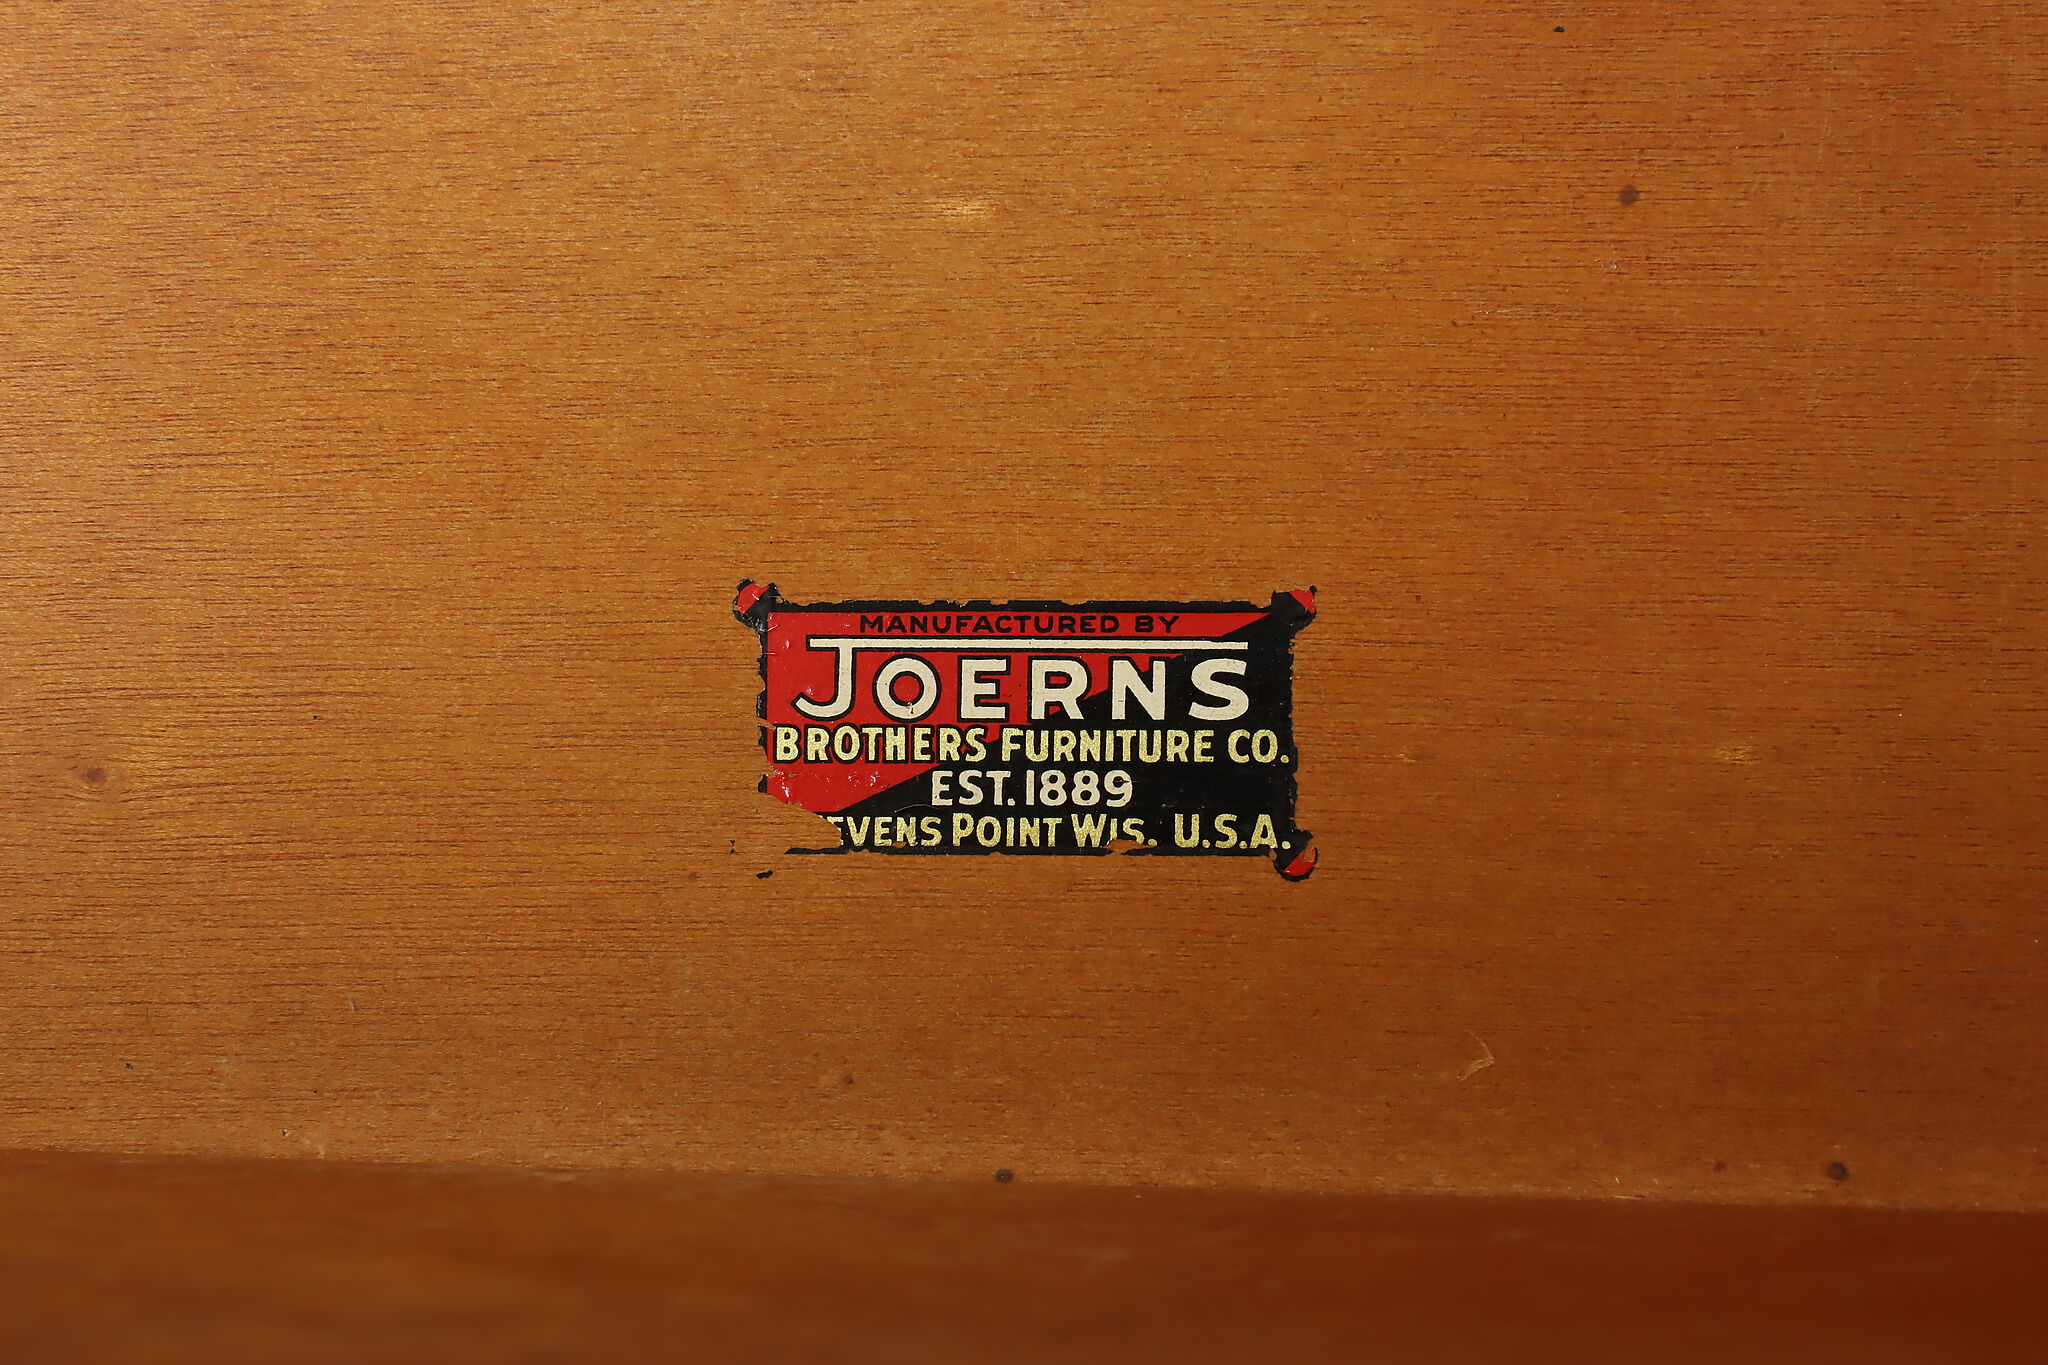 MANUFACTURED BY
JOERNS
BROTHERS FURNITURE CO.
EST. 1889
EVENS POINT WIS. U.S.A.